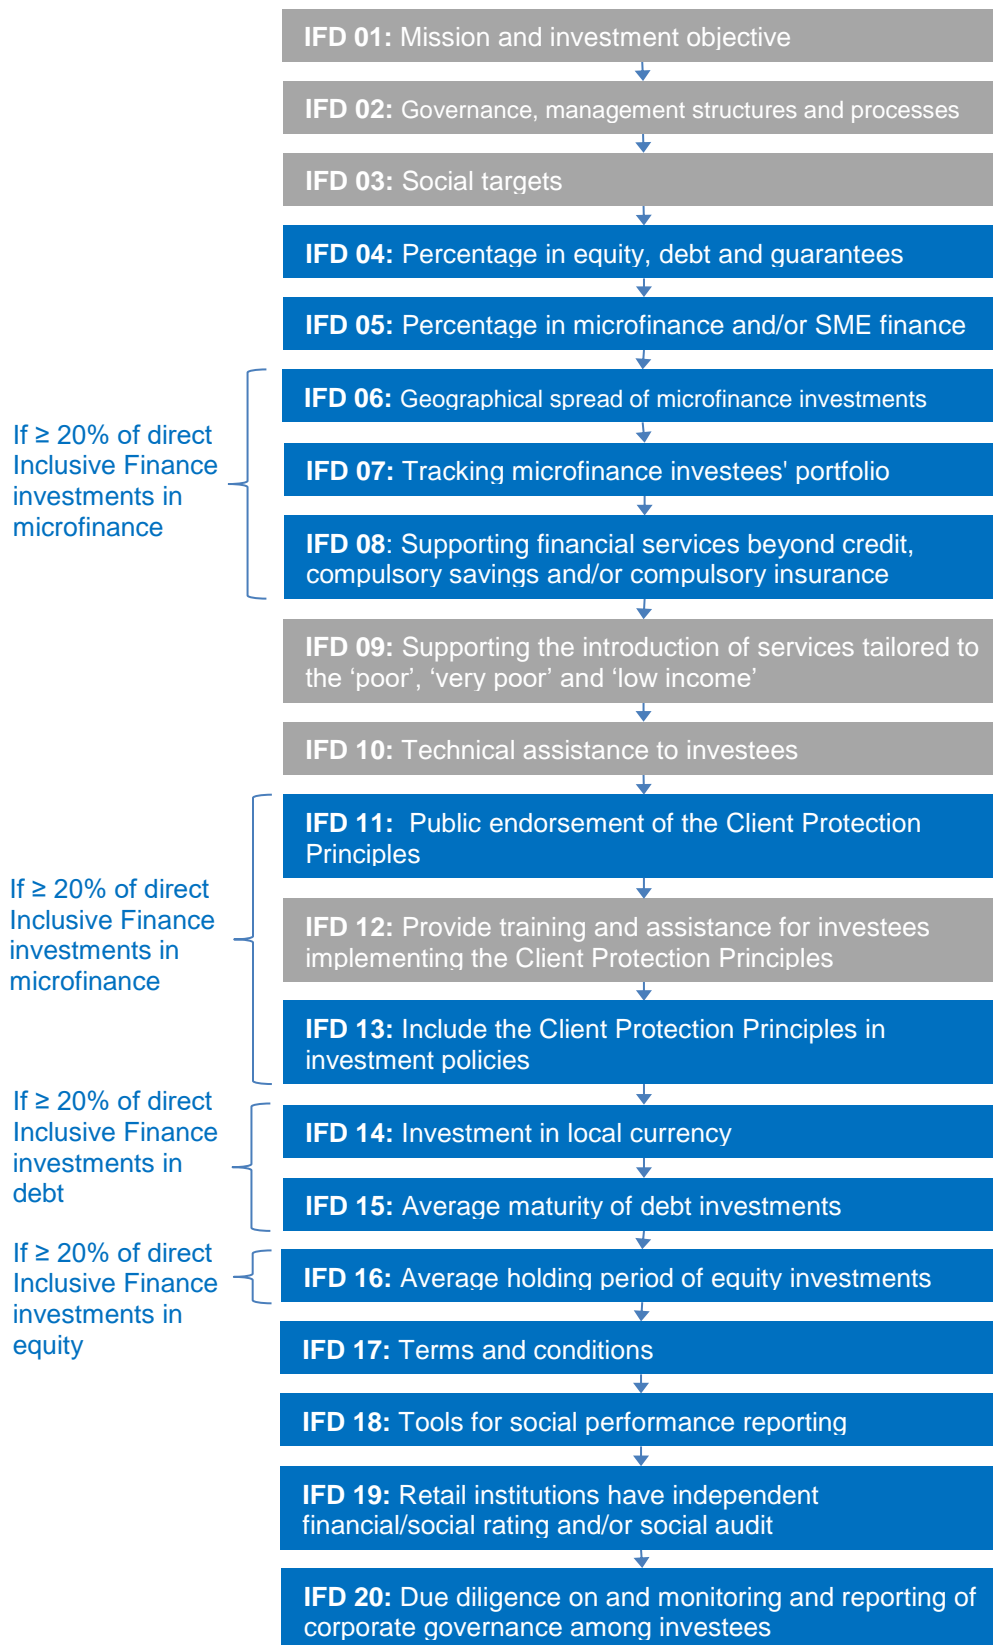 IFD 01: Mission and investment objective
IFD 02: Governance, management structures and processes
IFD 03: Social targets
IFD 04: Percentage in equity, debt and guarantees
IFD 05: Percentage in microfinance and/or SME finance
If ≥ 20% of direct
Inclusive Finance
investments in
microfinance
IFD 06: Geographical spread of microfinance investments
IFD 07: Tracking microfinance investees' portfolio
IFD 08: Supporting financial services beyond credit,
compulsory savings and/or compulsory insurance
IFD 09: Supporting the introduction of services tailored to
the ‘poor’, ‘very poor’ and ‘low income’
IFD 10: Technical assistance to investees
If ≥ 20% of direct
Inclusive Finance
investments in
microfinance
IFD 11:  Public endorsement of the Client Protection
Principles
IFD 12: Provide training and assistance for investees
implementing the Client Protection Principles
IFD 13: Include the Client Protection Principles in
investment policies
If ≥ 20% of direct
Inclusive Finance
investments in
debt
IFD 14: Investment in local currency
IFD 15: Average maturity of debt investments
If ≥ 20% of direct
Inclusive Finance
investments in
equity
IFD 16: Average holding period of equity investments
IFD 17: Terms and conditions
IFD 18: Tools for social performance reporting
IFD 19: Retail institutions have independent
financial/social rating and/or social audit
IFD 20: Due diligence on and monitoring and reporting of
corporate governance among investees